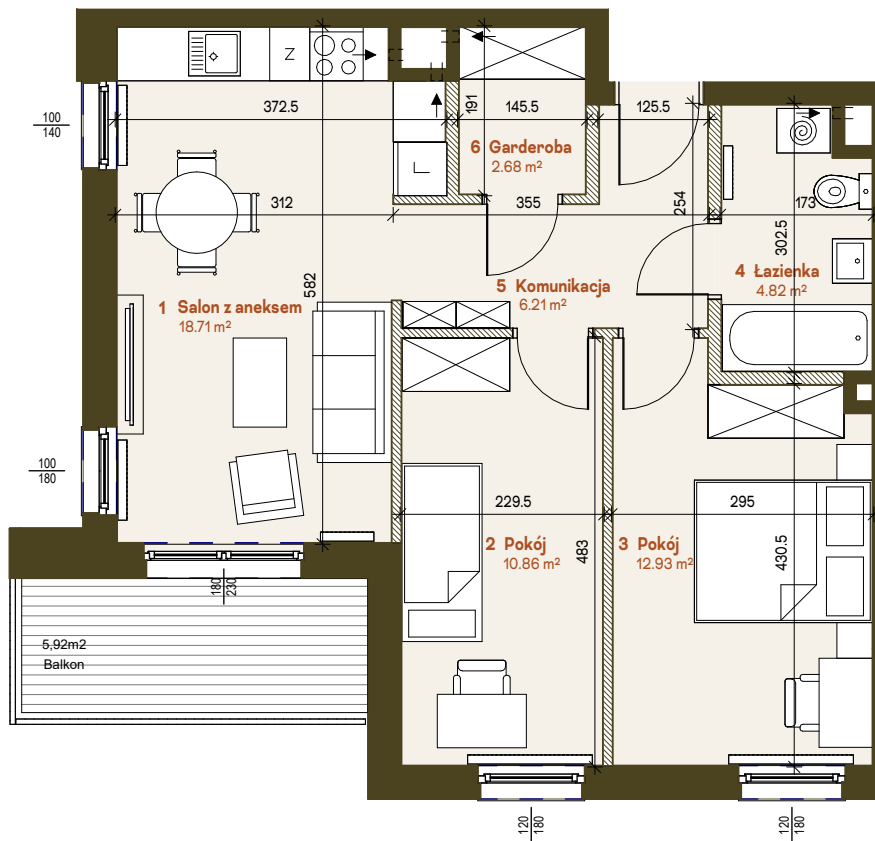 Z
372.5
191
145.5
125.5
100
140
6 Garderoba
2.68 m²
L
312
355
254
173
302.5
4 Łazienka
4.82 m²
5 Komunikacja
6.21 m²
582
1 Salon z aneksem
18.71 m²
100
180
229.5
295
2 Pokój
10.86 m²
483
3 Pokój
12.93 m²
430.5
180
230
5,92m2
Balkon
120
180
120
180